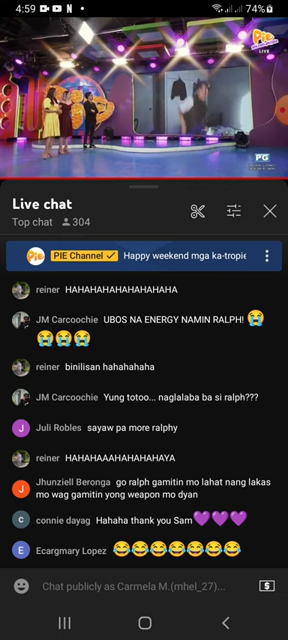 4:59 74%
PIE
LIVE
PG
Live chat
Top chat 304
PIE PIE Channel Happy weekend mga ka-tropie
reiner HAHAHAHAHAHAHAHAHA
JM Carcoochie UBOS NA ENERGY NAMIN RALPH! 😭
😭😭😭
reiner binilisan hahahahaha
JM Carcoochie Yung totoo... naglalaba ba si ralph???
J Juli Robles sayaw pa more ralphy
reiner HAHAHAAAHAHAHAHAYA
J Jhunziell Beronga go ralph gamitin mo lahat nang lakas
mo wag gamitin yong weapon mo dyan
c connie dayag Hahaha thank you Sam💜💜💜
E Ecargmary Lopez 😂😂😂😂😂😂😂😂
Chat publicly as Carmela M.(mhel_27)...